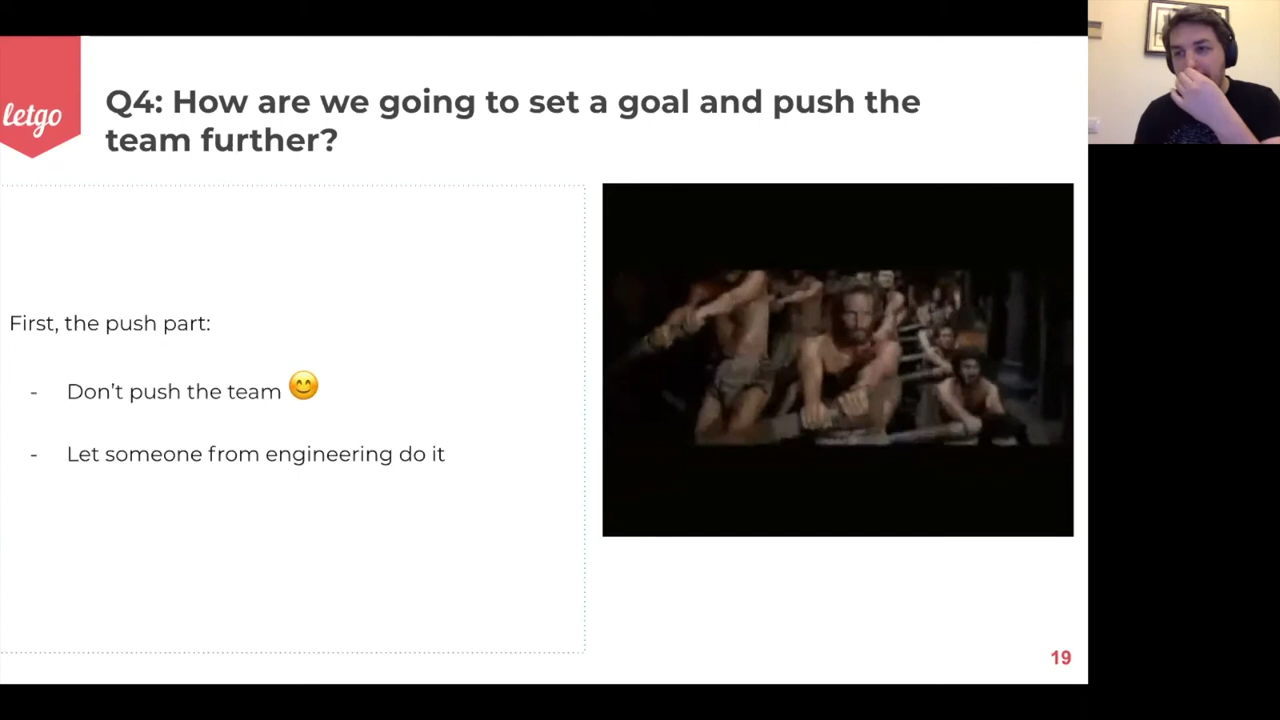 letgo
Q4: How are we going to set a goal and push the
team further?
First, the push part:
- Don’t push the team 😊
- Let someone from engineering do it
19